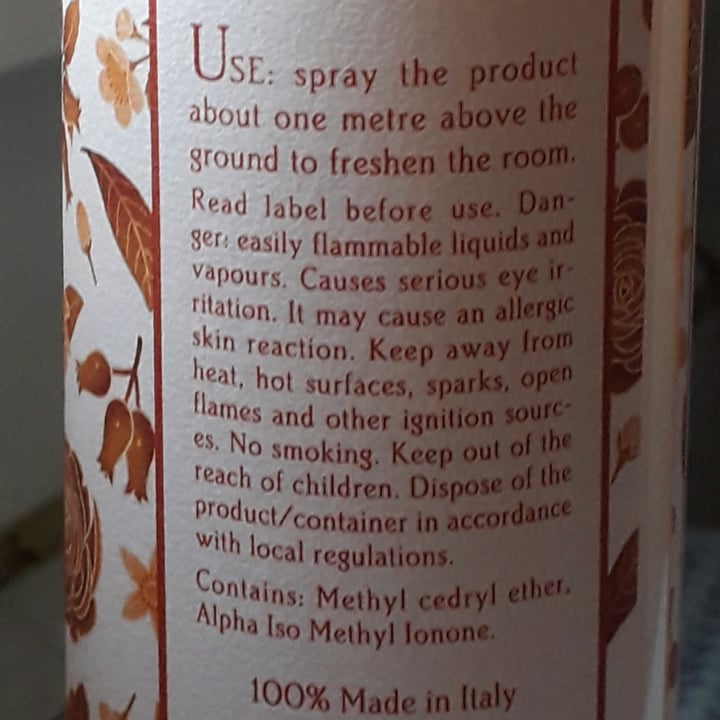 USE: spray the product
about one metre above the
ground to freshen the room.
Read label before use. Dan-
ger: easily flammable liquids and
vapours. Causes serious eye ir-
ritation. It may cause an allergic
skin reaction. Keep away from
heat, hot surfaces, sparks, open
flames and other ignition sourc-
es. No smoking. Keep out of the
reach of children. Dispose of the
product/container in accordance
with local regulations.
Contains: Methyl cedryl ether,
Alpha Iso Methyl Ionone.
100% Made in Italy